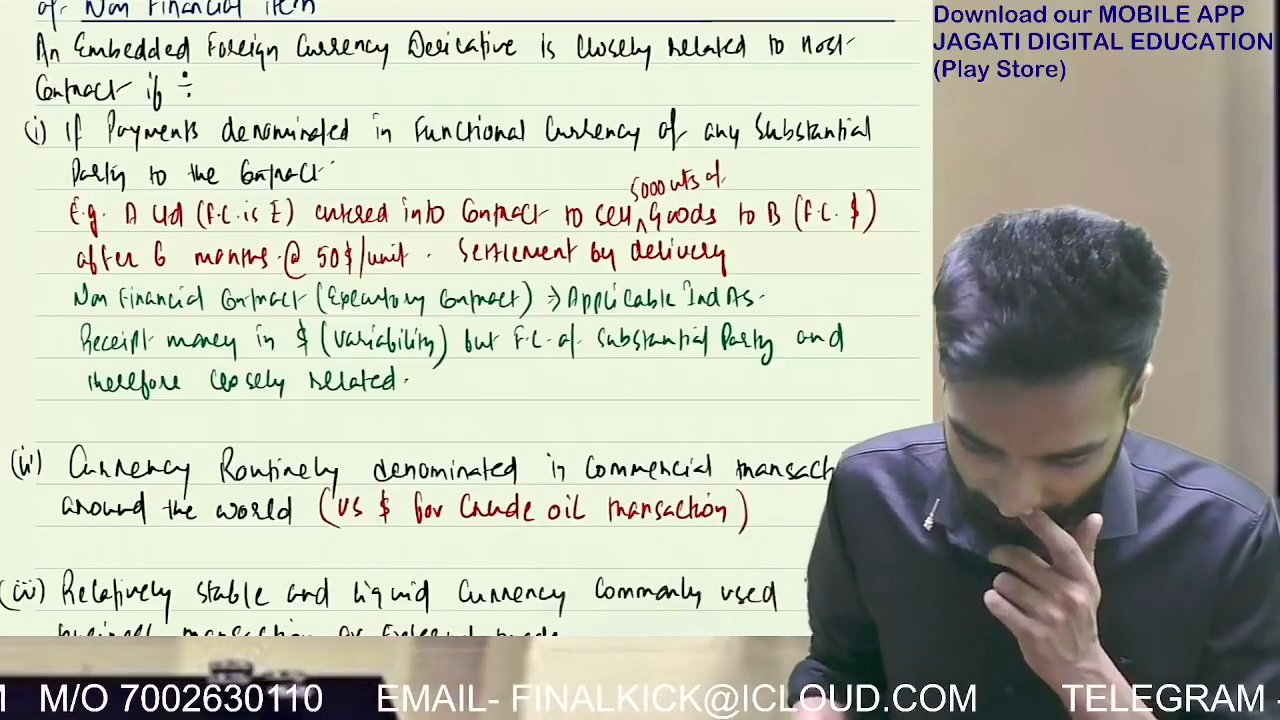 of Non Financial item
An Embedded Foreign Currency Derivative is closely related to Host
Contract if ÷
(i) If Payments denominated in Functional Currency of any Substantial
Party to the Contract.
5000 uts of
E.g. A Ltd (F.C. is £) entered into Contract to sell Goods to B (F.C. $)
after 6 months @ 50$/unit. Settlement by delivery
Non Financial Contract (Executory Contract) → Applicable Ind AS.
Receipt money in $ (variability) but F.C. of Substantial Party and
therefore closely related.
(ii) Currency Routinely denominated in Commercial transac
around the world (US $ for Crude oil transaction)
(iii) Relatively stable and liquid Currency Commonly used
Download our MOBILE APP
JAGATI DIGITAL EDUCATION
(Play Store)
M/O 7002630110 EMAIL- FINALKICK@ICLOUD.COM TELEGRAM